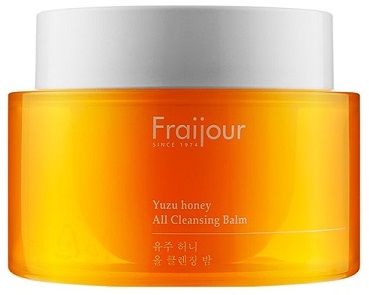 Fraijour
SINCE 1974
Yuzu honey
All Cleansing Balm
유주 허니
올 클렌징 밤